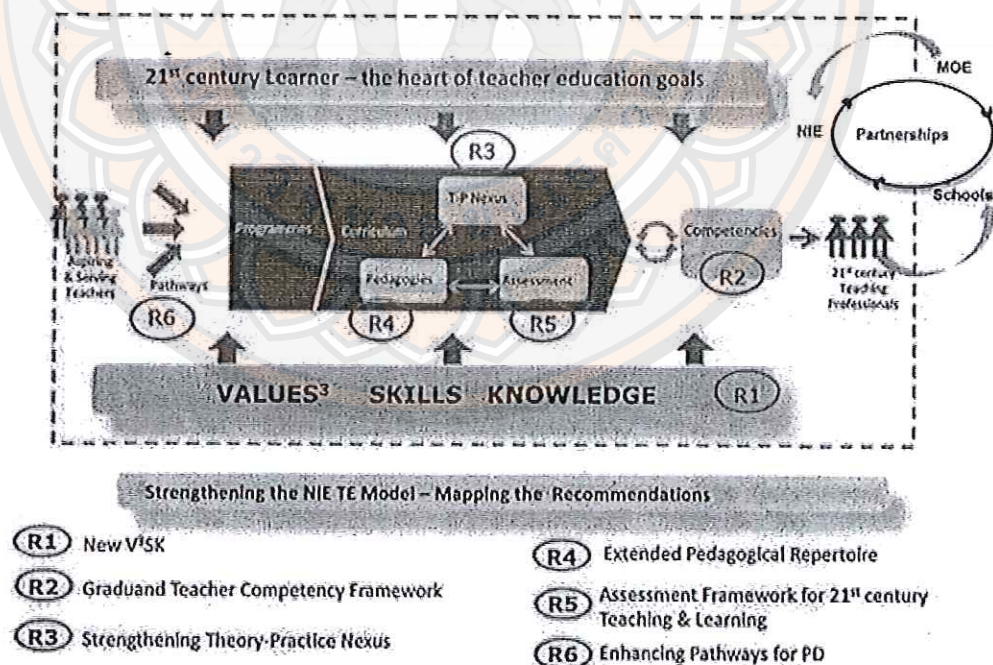 21st century Learner – the heart of teacher education goals
MOE
NIE
Partnerships
Schools
R3
T-P Nexus
Programmes
Curriculum
Competencies
R2
Aspiring
& Serving
Teachers
Pathways
R6
Pedagogies
R4
Assessment
R5
21st century
Teaching
Professionals
VALUES³ SKILLS KNOWLEDGE
R1
Strengthening the NIE TE Model – Mapping the Recommendations
R1 New V³SK
R2 Graduand Teacher Competency Framework
R3 Strengthening Theory-Practice Nexus
R4 Extended Pedagogical Repertoire
R5 Assessment Framework for 21st century
Teaching & Learning
R6 Enhancing Pathways for PD